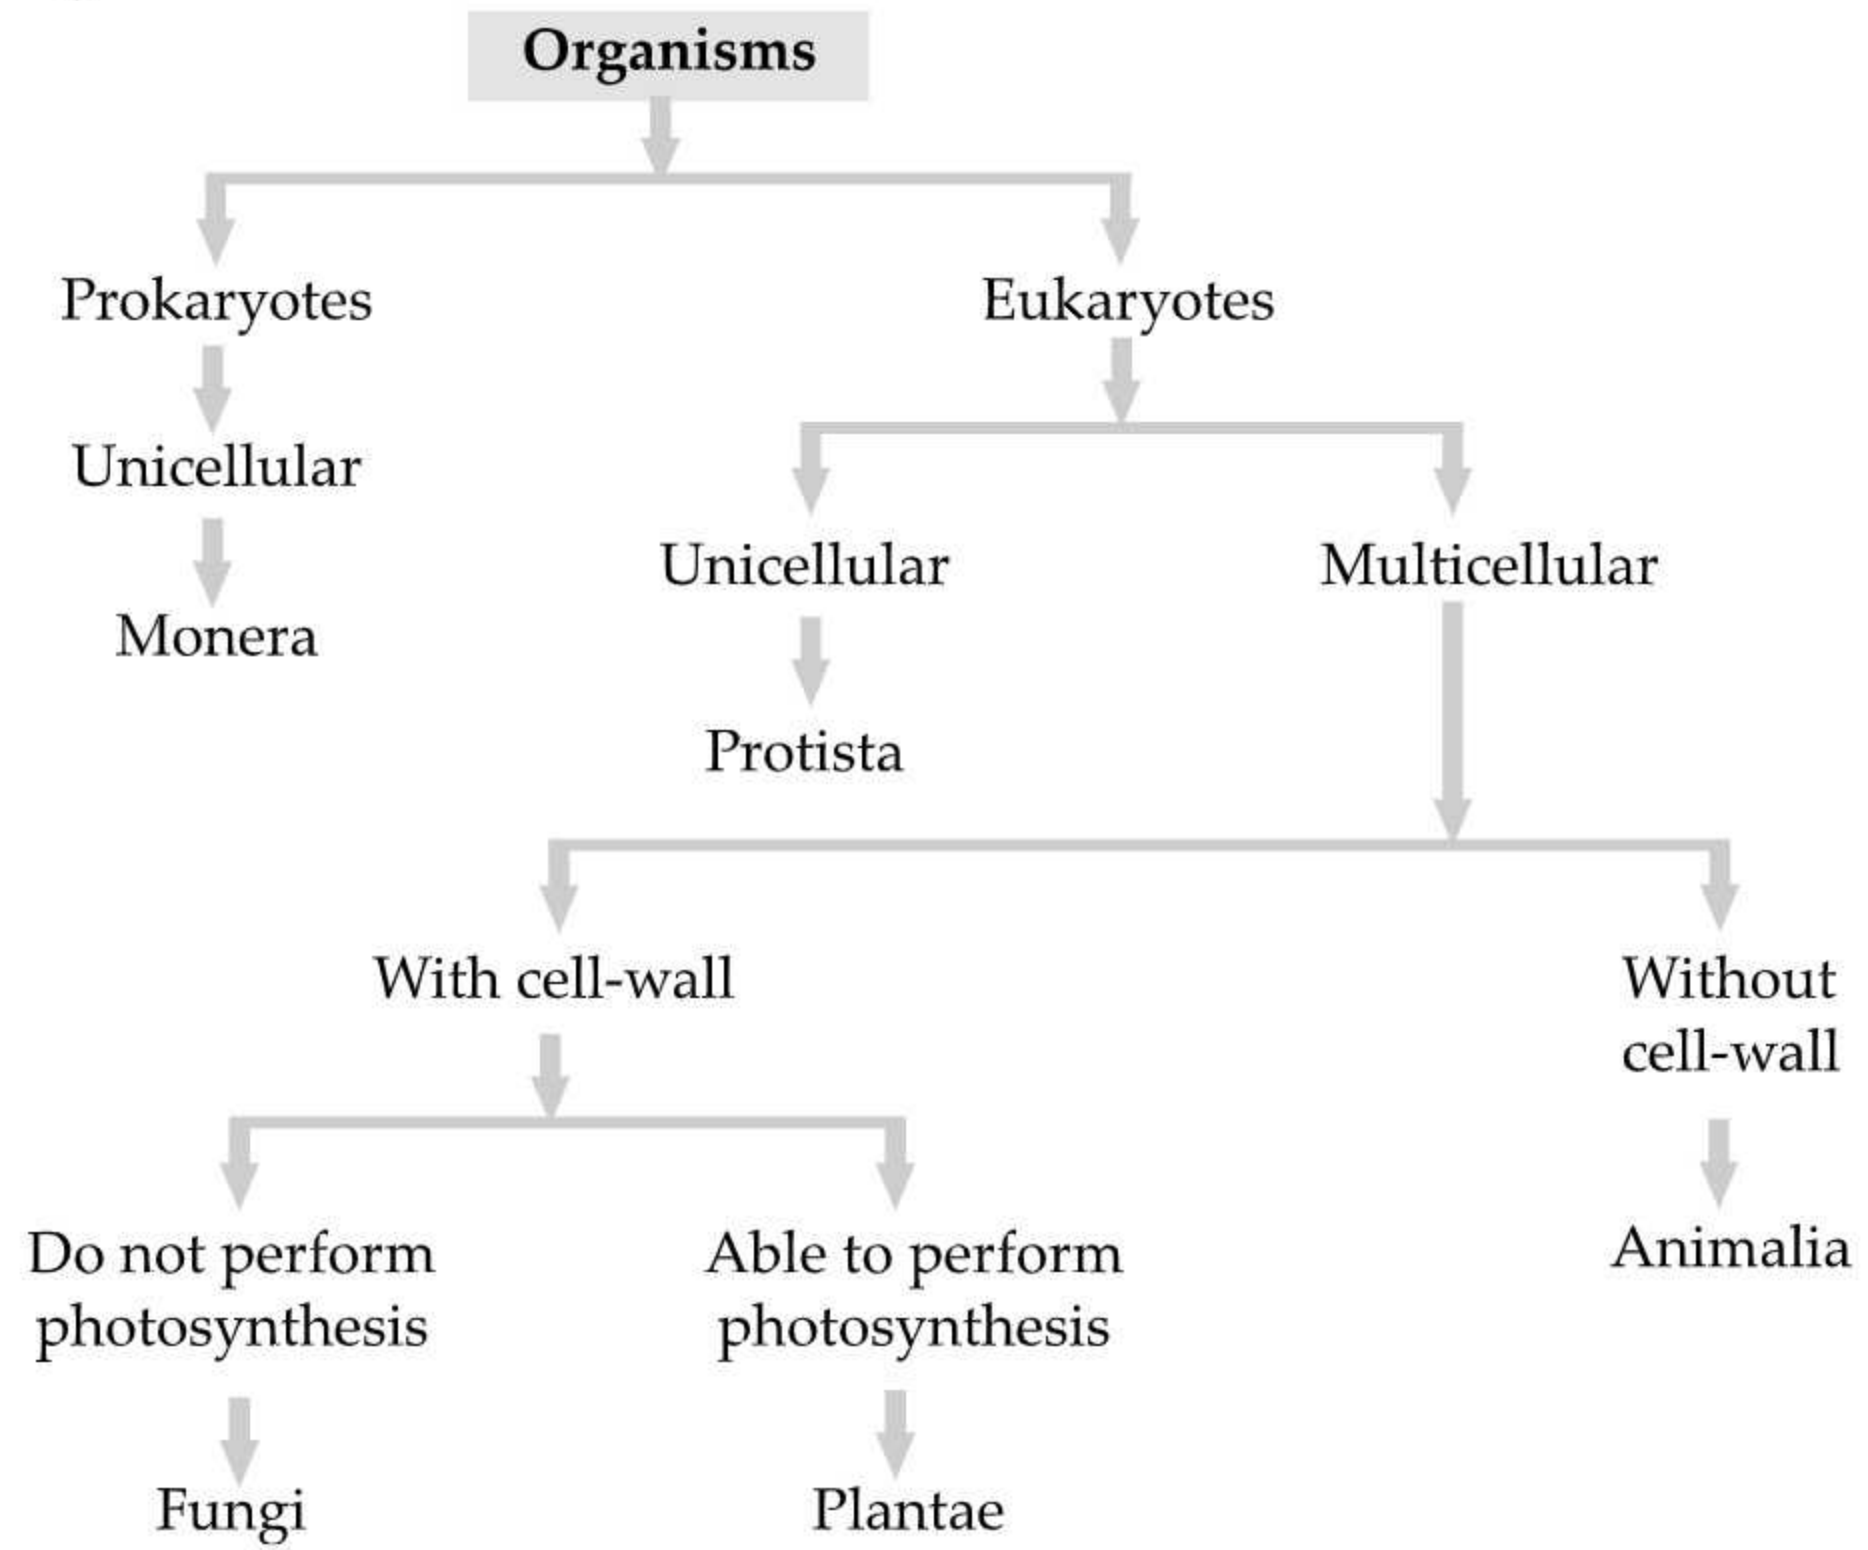 Organisms
Prokaryotes
Eukaryotes
Unicellular
Monera
Unicellular
Multicellular
Protista
With cell-wall
Without
cell-wall
Do not perform
photosynthesis
Able to perform
photosynthesis
Animalia
Fungi
Plantae